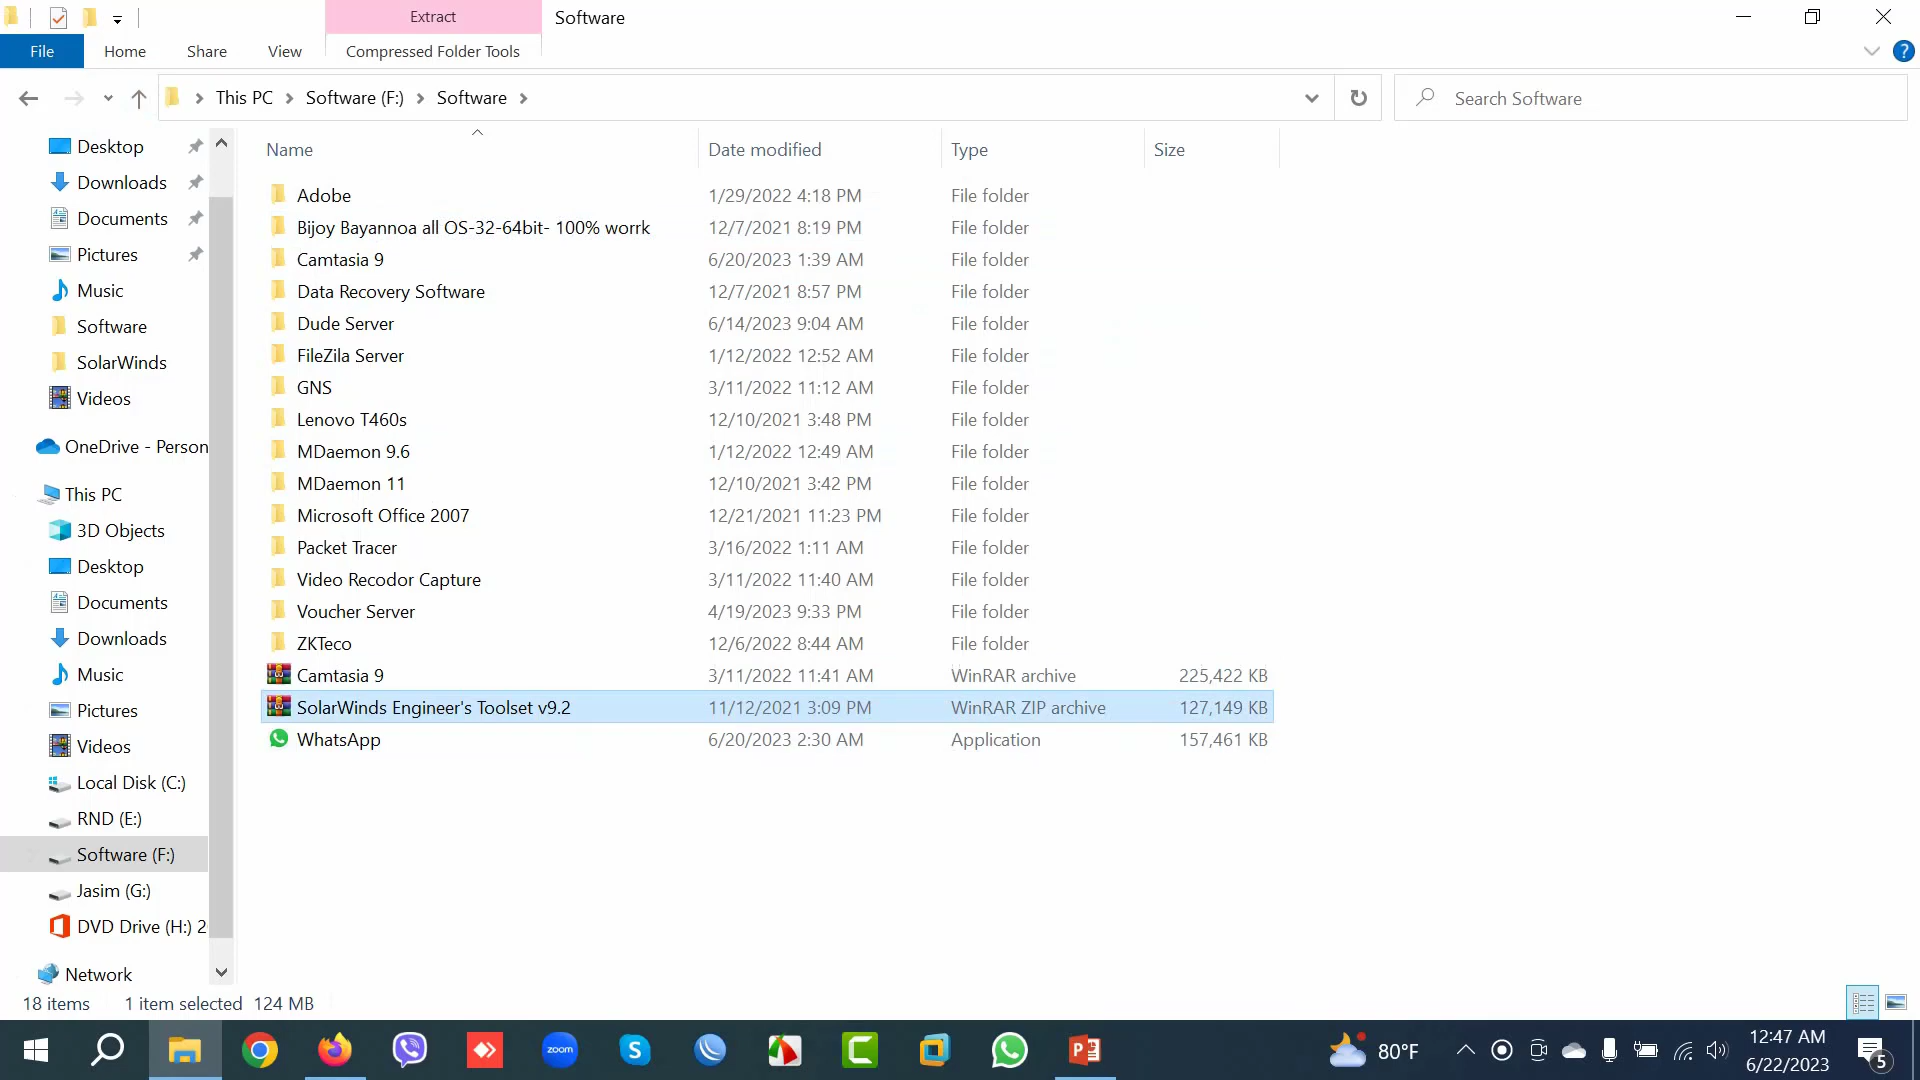 Extract
Software
File
Home
Share
View
Compressed Folder Tools
?
This PC
Software (F:)
Software
Search Software
Name
Date modified
Type
Size
Desktop
Downloads
Documents
Pictures
Music
Software
SolarWinds
Videos
OneDrive - Person
This PC
3D Objects
Desktop
Documents
Downloads
Music
Pictures
Videos
Local Disk (C:)
RND (E:)
Software (F:)
Jasim (G:)
DVD Drive (H:) 2
Network
Adobe 1/29/2022 4:18 PM File folder
Bijoy Bayannoa all OS-32-64bit- 100% worrk 12/7/2021 8:19 PM File folder
Camtasia 9 6/20/2023 1:39 AM File folder
Data Recovery Software 12/7/2021 8:57 PM File folder
Dude Server 6/14/2023 9:04 AM File folder
FileZila Server 1/12/2022 12:52 AM File folder
GNS 3/11/2022 11:12 AM File folder
Lenovo T460s 12/10/2021 3:48 PM File folder
MDaemon 9.6 1/12/2022 12:49 AM File folder
MDaemon 11 12/10/2021 3:42 PM File folder
Microsoft Office 2007 12/21/2021 11:23 PM File folder
Packet Tracer 3/16/2022 1:11 AM File folder
Video Recodor Capture 3/11/2022 11:40 AM File folder
Voucher Server 4/19/2023 9:33 PM File folder
ZKTeco 12/6/2022 8:44 AM File folder
Camtasia 9 3/11/2022 11:41 AM WinRAR archive 225,422 KB
SolarWinds Engineer's Toolset v9.2 11/12/2021 3:09 PM WinRAR ZIP archive 127,149 KB
WhatsApp 6/20/2023 2:30 AM Application 157,461 KB
18 items 1 item selected 124 MB
zoom
80°F
12:47 AM
6/22/2023
5